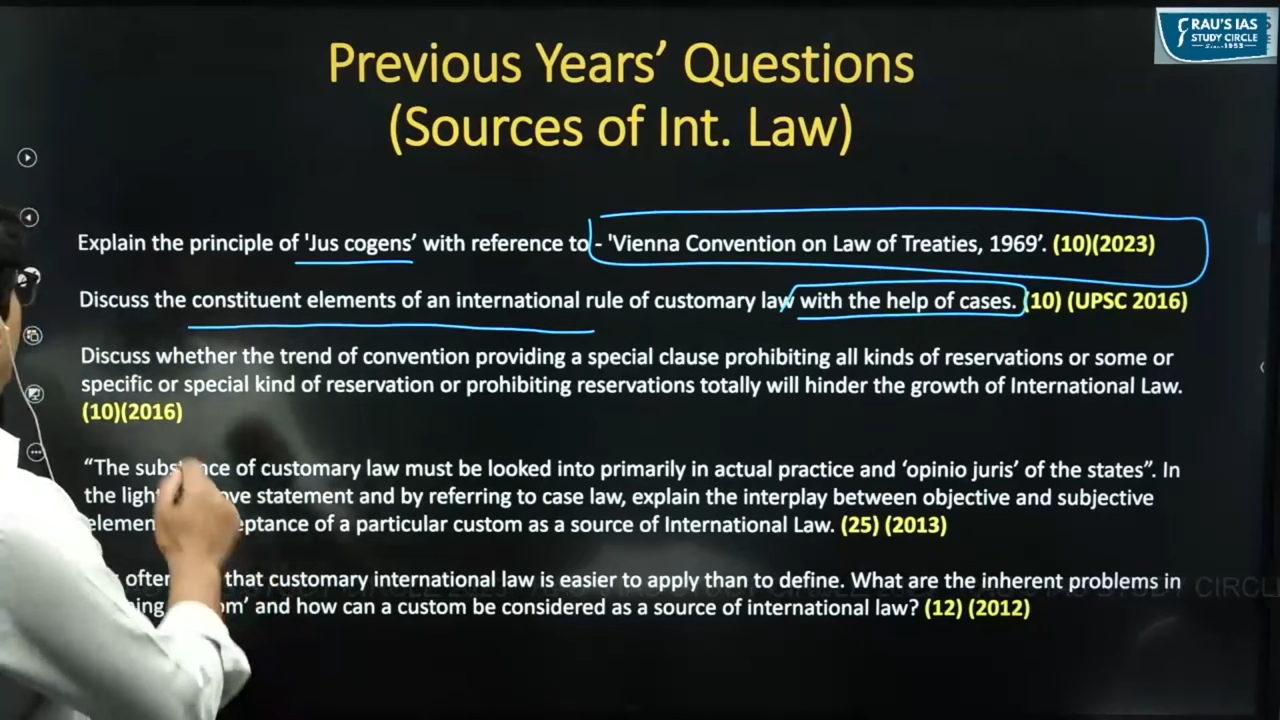 RAU'S IAS
STUDY CIRCLE
Since 1953
Previous Years' Questions
(Sources of Int. Law)
Explain the principle of 'Jus cogens' with reference to - 'Vienna Convention on Law of Treaties, 1969'. (10)(2023)
Discuss the constituent elements of an international rule of customary law with the help of cases. (10) (UPSC 2016)
Discuss whether the trend of convention providing a special clause prohibiting all kinds of reservations or some or
specific or special kind of reservation or prohibiting reservations totally will hinder the growth of International Law.
(10)(2016)
“The substance of customary law must be looked into primarily in actual practice and ‘opinio juris’ of the states”. In
the light ove statement and by referring to case law, explain the interplay between objective and subjective
elemen eptance of a particular custom as a source of International Law. (25) (2013)
often that customary international law is easier to apply than to define. What are the inherent problems in
ing om’ and how can a custom be considered as a source of international law? (12) (2012)